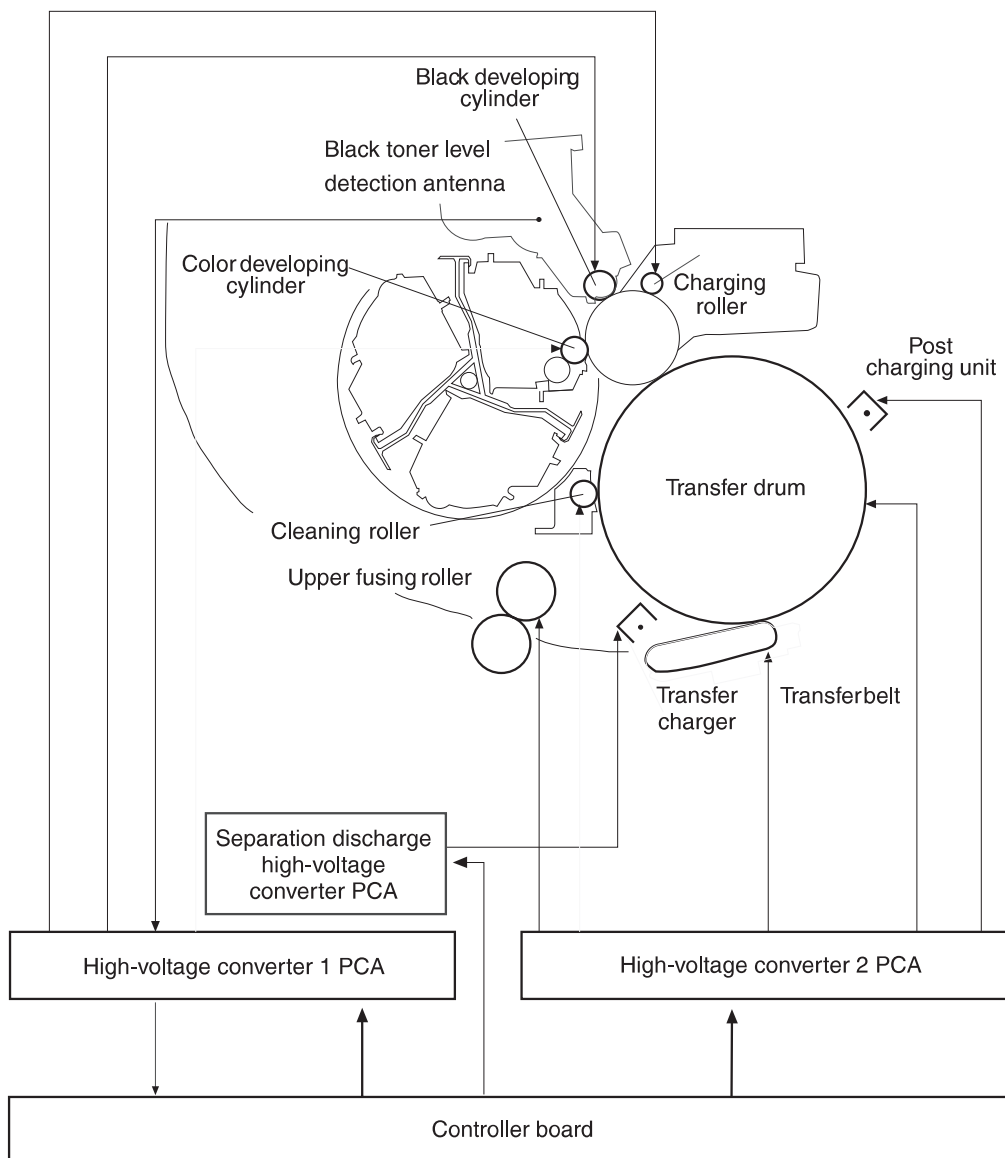 Black developing
cylinder
Black toner level
detection antenna
Color developing
cylinder
Charging
roller
Post
charging unit
Transfer drum
Cleaning roller
Upper fusing roller
Transfer
charger
Transfer belt
Separation discharge
high-voltage
converter PCA
High-voltage converter 1 PCA
High-voltage converter 2 PCA
Controller board